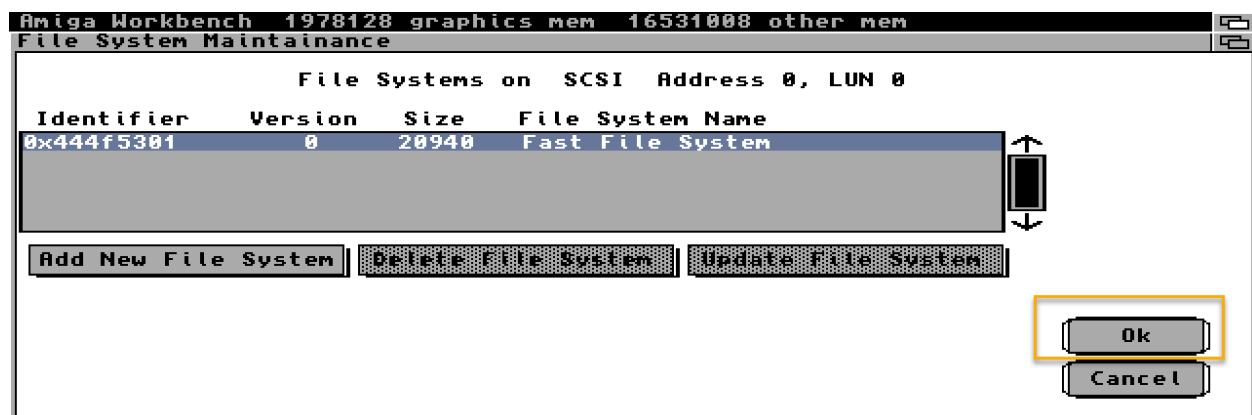 Amiga Workbench 1978128 graphics mem 16531008 other mem
File System Maintainance
File Systems on SCSI Address 0, LUN 0
Identifier Version Size File System Name
0x444f5301 0 20940 Fast File System
Add New File System Delete File System Update File System
Ok
Cancel